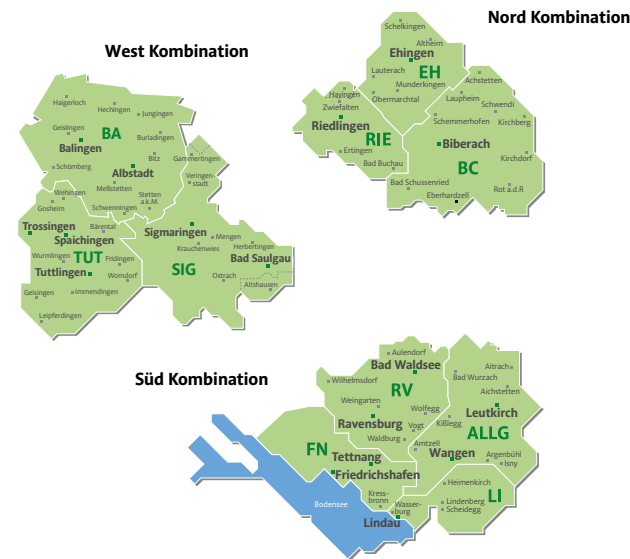 Nord Kombination
Schelklingen
Altheim
Ehingen
EH
Lauterach
Munderkingen
Obermarchtal
Achstetten
Laupheim
Schwendi
Hayingen
Zwiefalten
Riedlingen
RIE
Schemmerhofen
Kirchberg
Ertingen
Biberach
BC
Bad Buchau
Kirchdorf
Bad Schussenried
Eberhardzell
Rot a.d.R
West Kombination
Haigerloch
Hechingen
Jungingen
Geislingen
BA
Burladingen
Balingen
Bitz
Gammertingen
Schömberg
Albstadt
Veringen-
stadt
Meßstetten
Stetten
a.k.M.
Wehingen
Gosheim
Schwenningen
Trossingen
Bärental
Spaichingen
Sigmaringen
Mengen
Krauchenwies
Herbertingen
Wurmlingen
TUT
Fridingen
Bad Saulgau
Tuttlingen
Worndorf
SIG
Ostrach
Altshausen
Geisingen
Immendingen
Leipferdingen
Süd Kombination
Aulendorf
Bad Waldsee
Aitrach
Wilhelmsdorf
Bad Wurzach
RV
Aichstetten
Weingarten
Wolfegg
Leutkirch
Ravensburg
Vogt
Kißlegg
ALLG
Waldburg
Amtzell
FN
Tettnang
Wangen
Argenbühl
Isny
Friedrichshafen
Heimenkirch
Kress-
bronn
Wasser-
burg
Lindenberg
LI
Scheidegg
Bodensee
Lindau